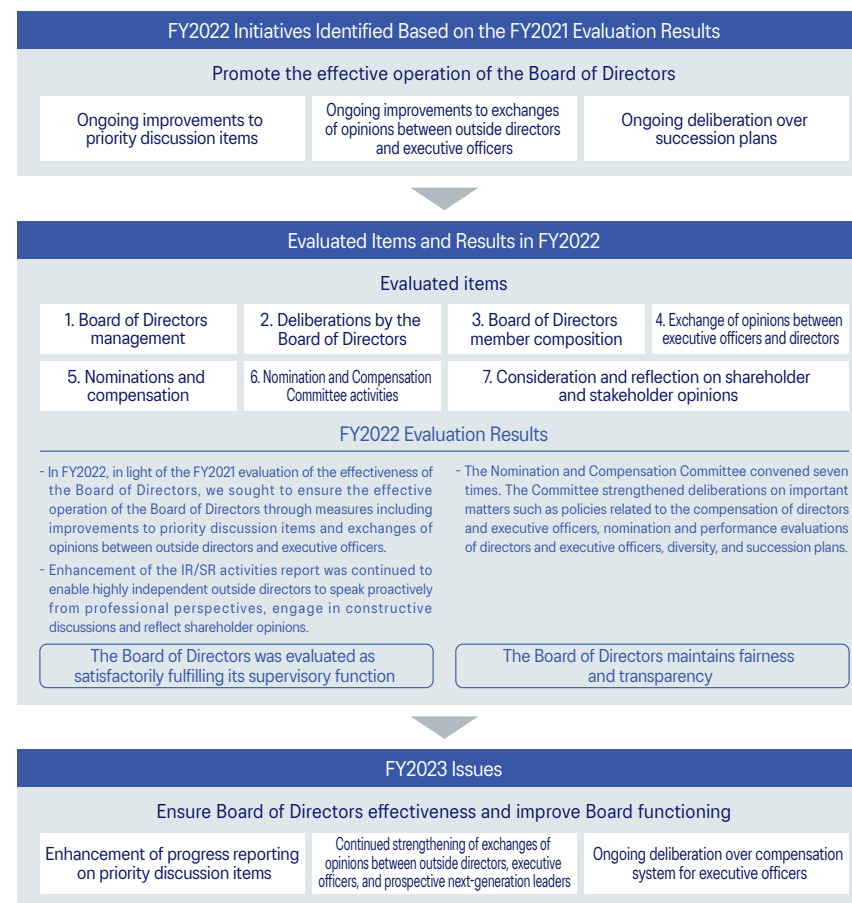 FY2022 Initiatives Identified Based on the FY2021 Evaluation Results
Promote the effective operation of the Board of Directors
Ongoing improvements to
priority discussion items
Ongoing improvements to exchanges
of opinions between outside directors
and executive officers
Ongoing deliberation over
succession plans
Evaluated Items and Results in FY2022
Evaluated items
1. Board of Directors
management
2. Deliberations by the
Board of Directors
3. Board of Directors
member composition
4. Exchange of opinions between
executive officers and directors
5. Nominations and
compensation
6. Nomination and Compensation
Committee activities
7. Consideration and reflection on shareholder
and stakeholder opinions
FY2022 Evaluation Results
- In FY2022, in light of the FY2021 evaluation of the effectiveness of
the Board of Directors, we sought to ensure the effective
operation of the Board of Directors through measures including
improvements to priority discussion items and exchanges of
opinions between outside directors and executive officers.
- Enhancement of the IR/SR activities report was continued to
enable highly independent outside directors to speak proactively
from professional perspectives, engage in constructive
discussions and reflect shareholder opinions.
The Board of Directors was evaluated as
satisfactorily fulfilling its supervisory function
- The Nomination and Compensation Committee convened seven
times. The Committee strengthened deliberations on important
matters such as policies related to the compensation of directors
and executive officers, nomination and performance evaluations
of directors and executive officers, diversity, and succession plans.
The Board of Directors maintains fairness
and transparency
FY2023 Issues
Ensure Board of Directors effectiveness and improve Board functioning
Enhancement of progress reporting
on priority discussion items
Continued strengthening of exchanges of
opinions between outside directors, executive
officers, and prospective next-generation leaders
Ongoing deliberation over compensation
system for executive officers